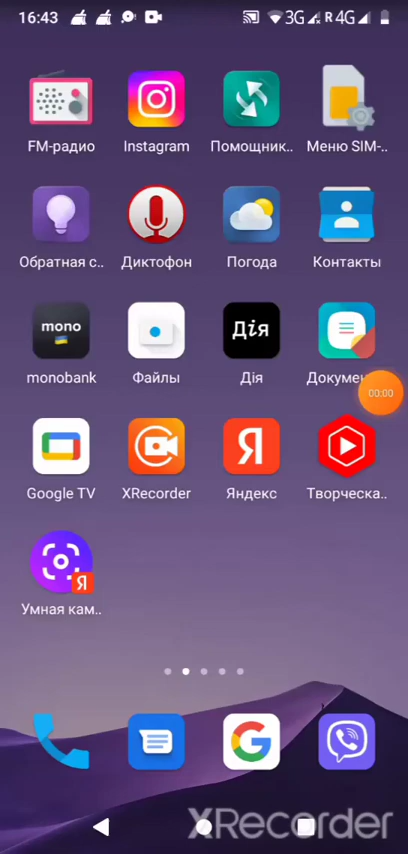 16:43
3G R 4G
FM-радио Instagram Помощник.. Меню SIM-..
Обратная с.. Диктофон Погода Контакты
mono Дія
monobank Файлы Дія Докумен
00:00
Я
Google TV XRecorder Яндекс Творческа..
Я
Умная кам..
G
XRecorder